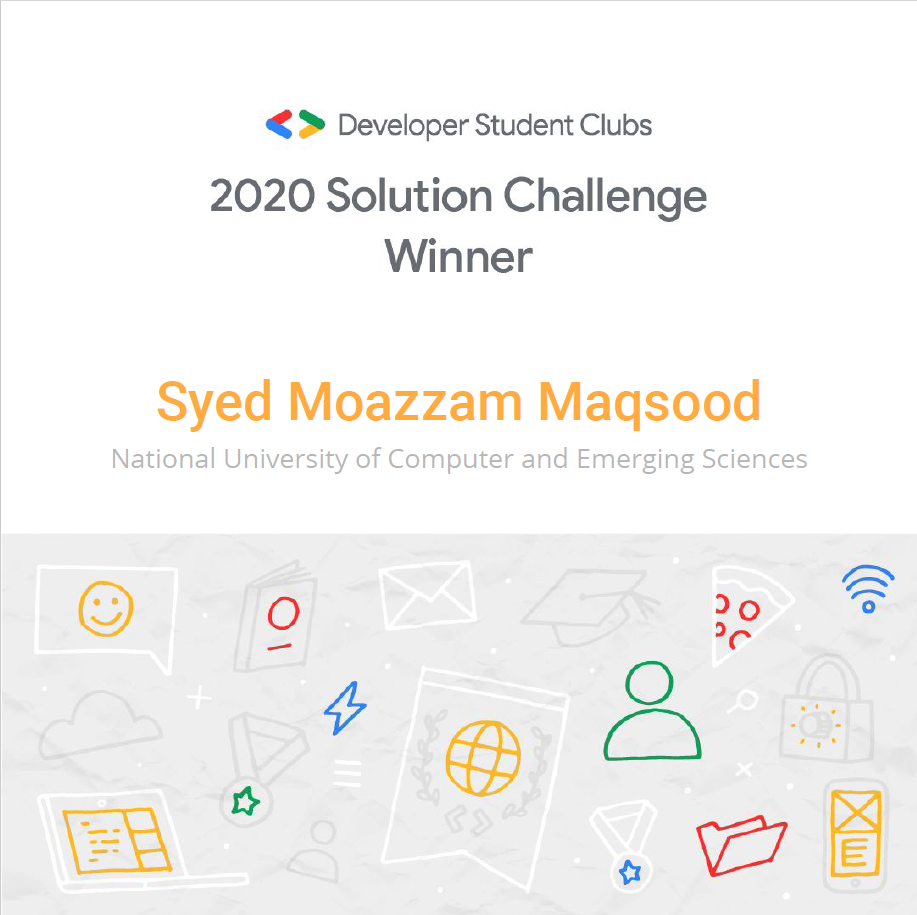 Developer Student Clubs
2020 Solution Challenge
Winner
Syed Moazzam Maqsood
National University of Computer and Emerging Sciences